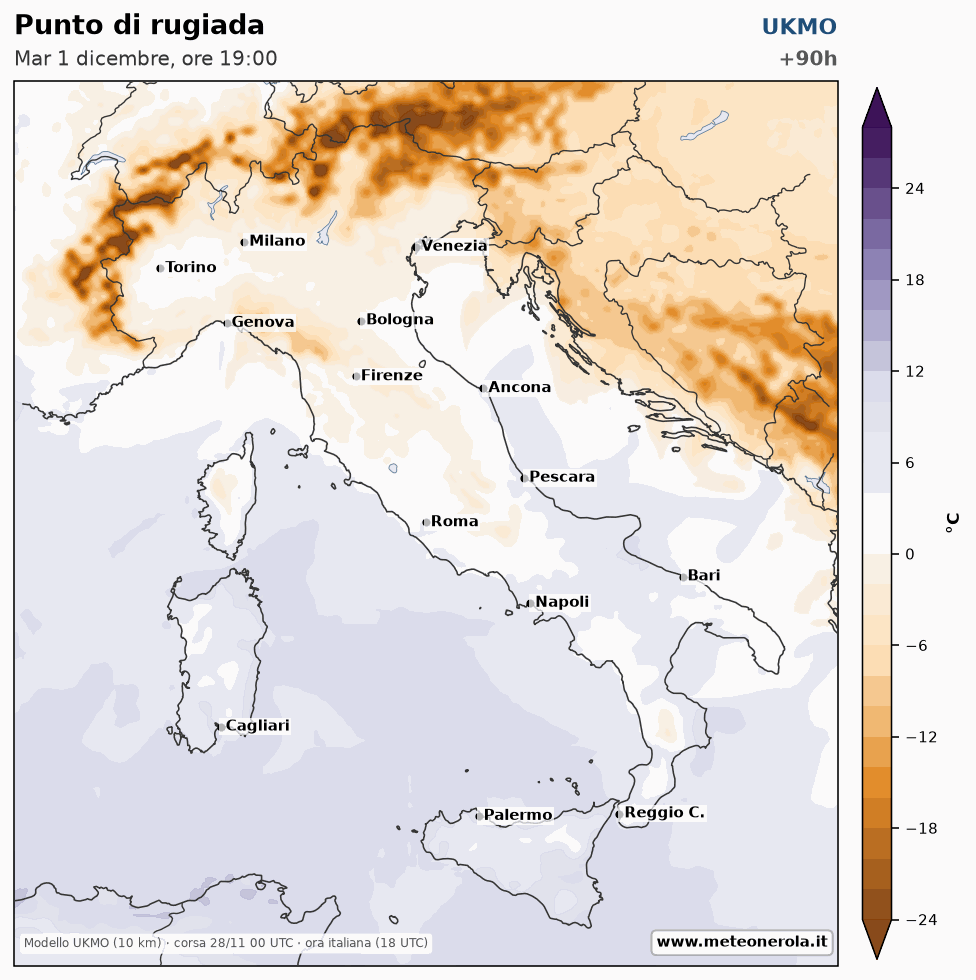 Punto di rugiada
UKMO
Mar 1 dicembre, ore 19:00
+90h
Milano
Venezia
Torino
Genova
Bologna
Firenze
Ancona
Pescara
Roma
Bari
Napoli
Cagliari
Palermo
Reggio C.
24
18
12
6
0
−6
−12
−18
−24
°C
Modello UKMO (10 km) · corsa 28/11 00 UTC · ora italiana (18 UTC)
www.meteonerola.it